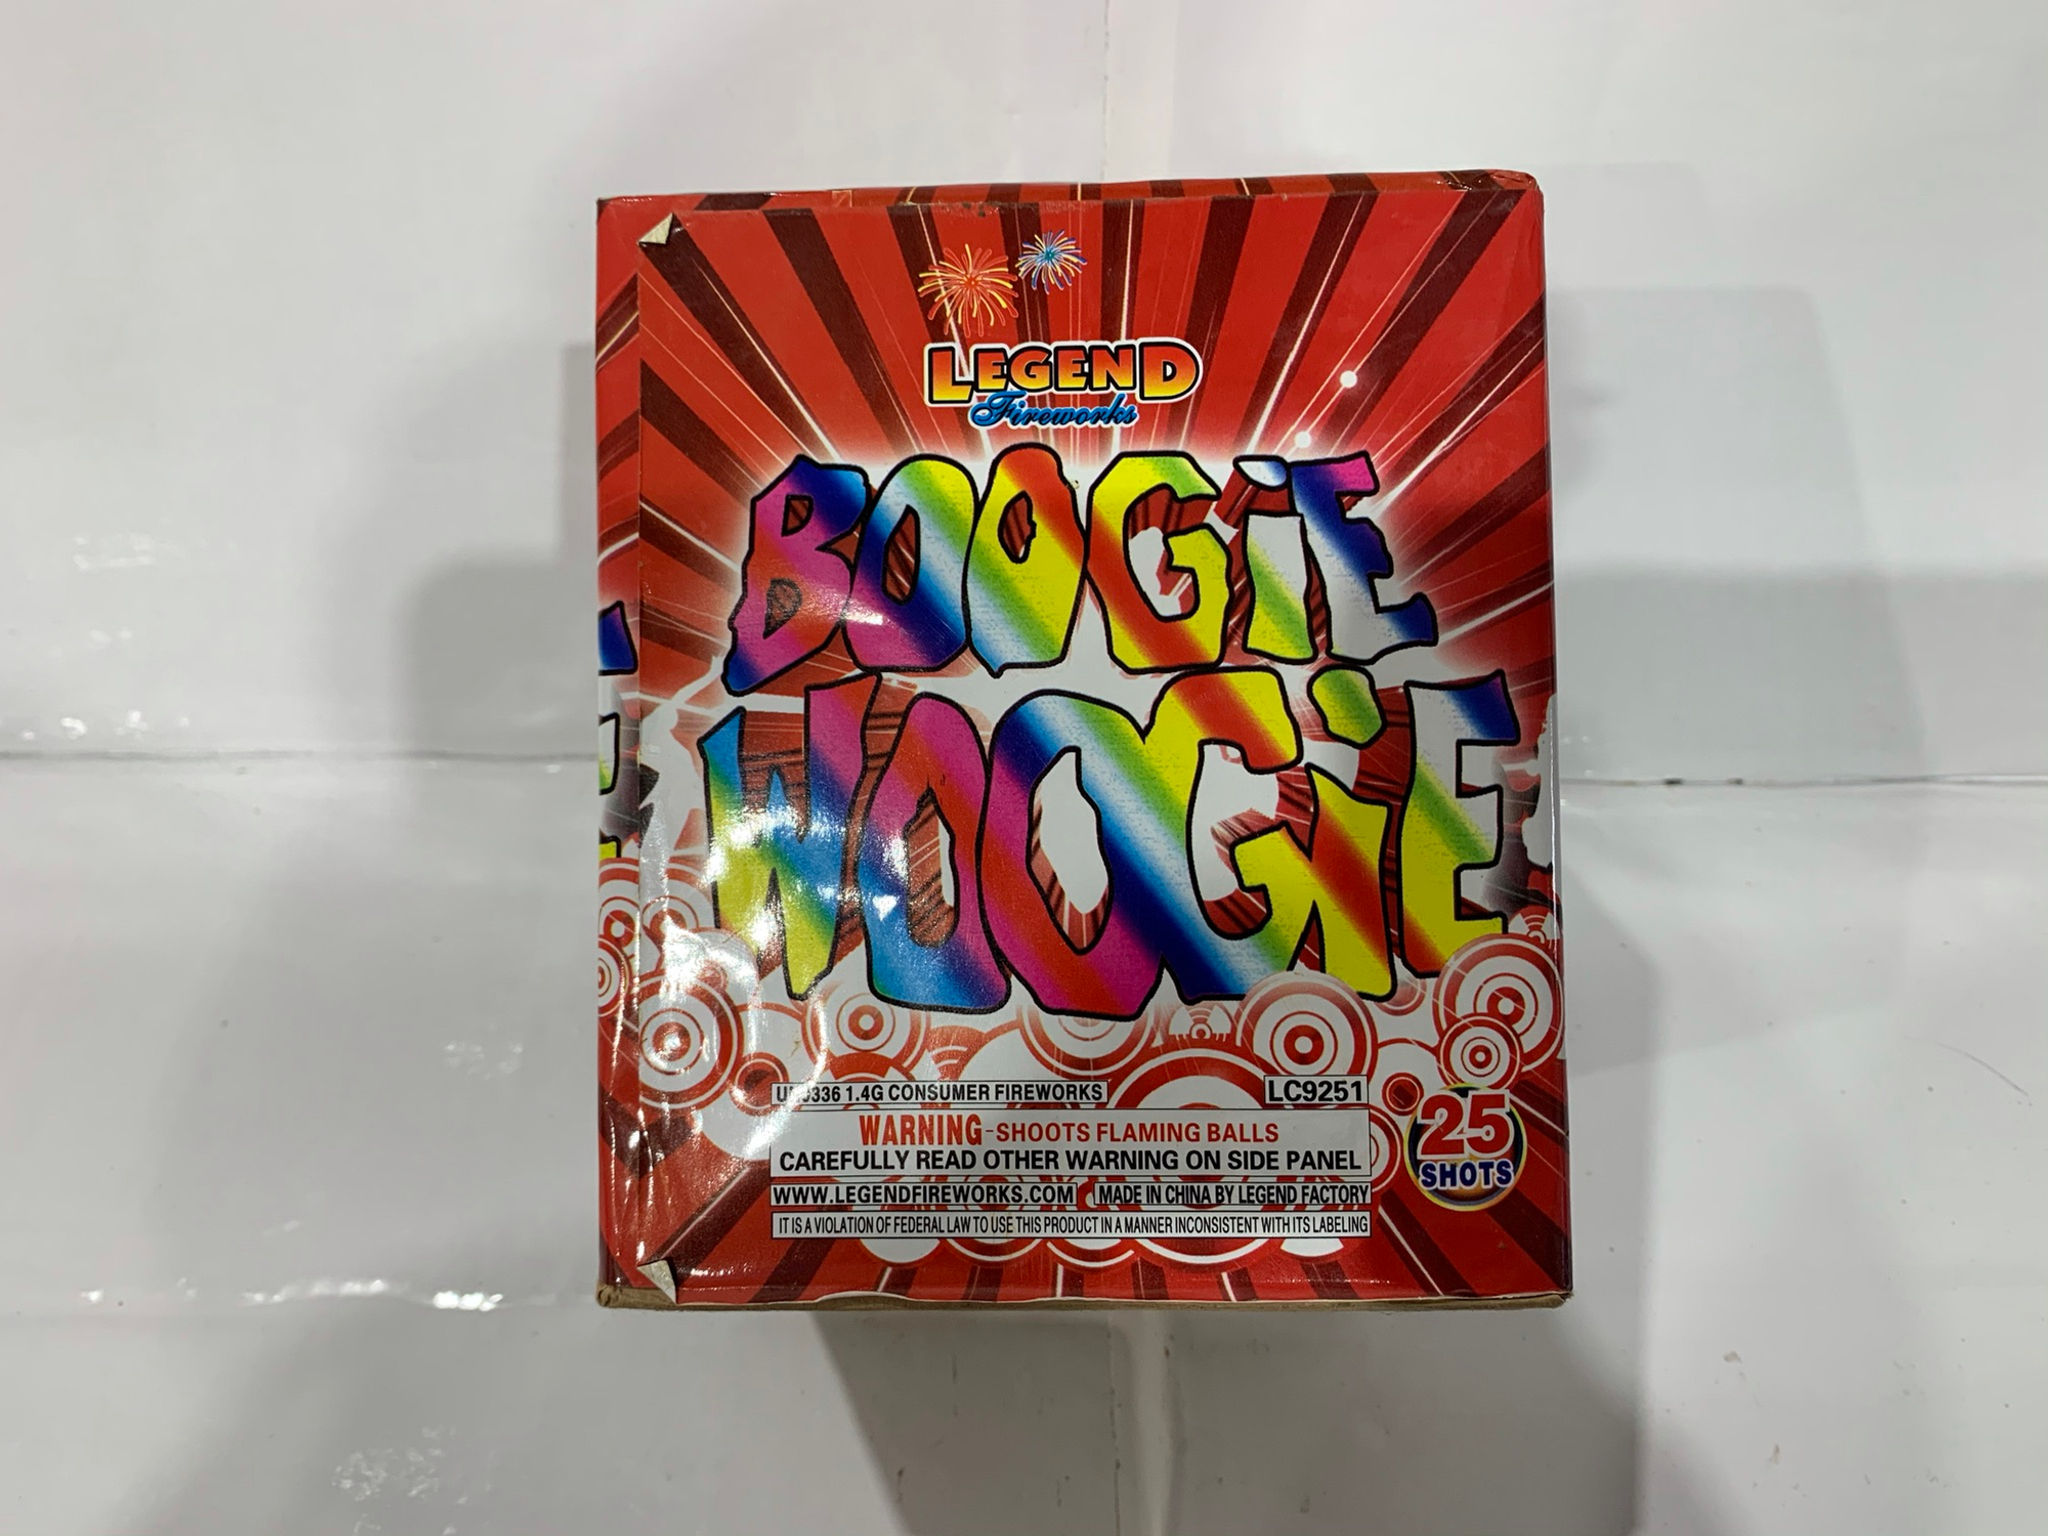 LEGEND
Fireworks
BOOGiE
WOOGiE
1.4G CONSUMER FIREWORKS
LC9251
25
SHOTS
WARNING-SHOOTS FLAMING BALLS
CAREFULLY READ OTHER WARNING ON SIDE PANEL
WWW.LEGENDFIREWORKS.COM
MADE IN CHINA BY LEGEND FACTORY
IT IS A VIOLATION OF FEDERAL LAW TO USE THIS PRODUCT IN A MANNER INCONSISTENT WITH ITS LABELING